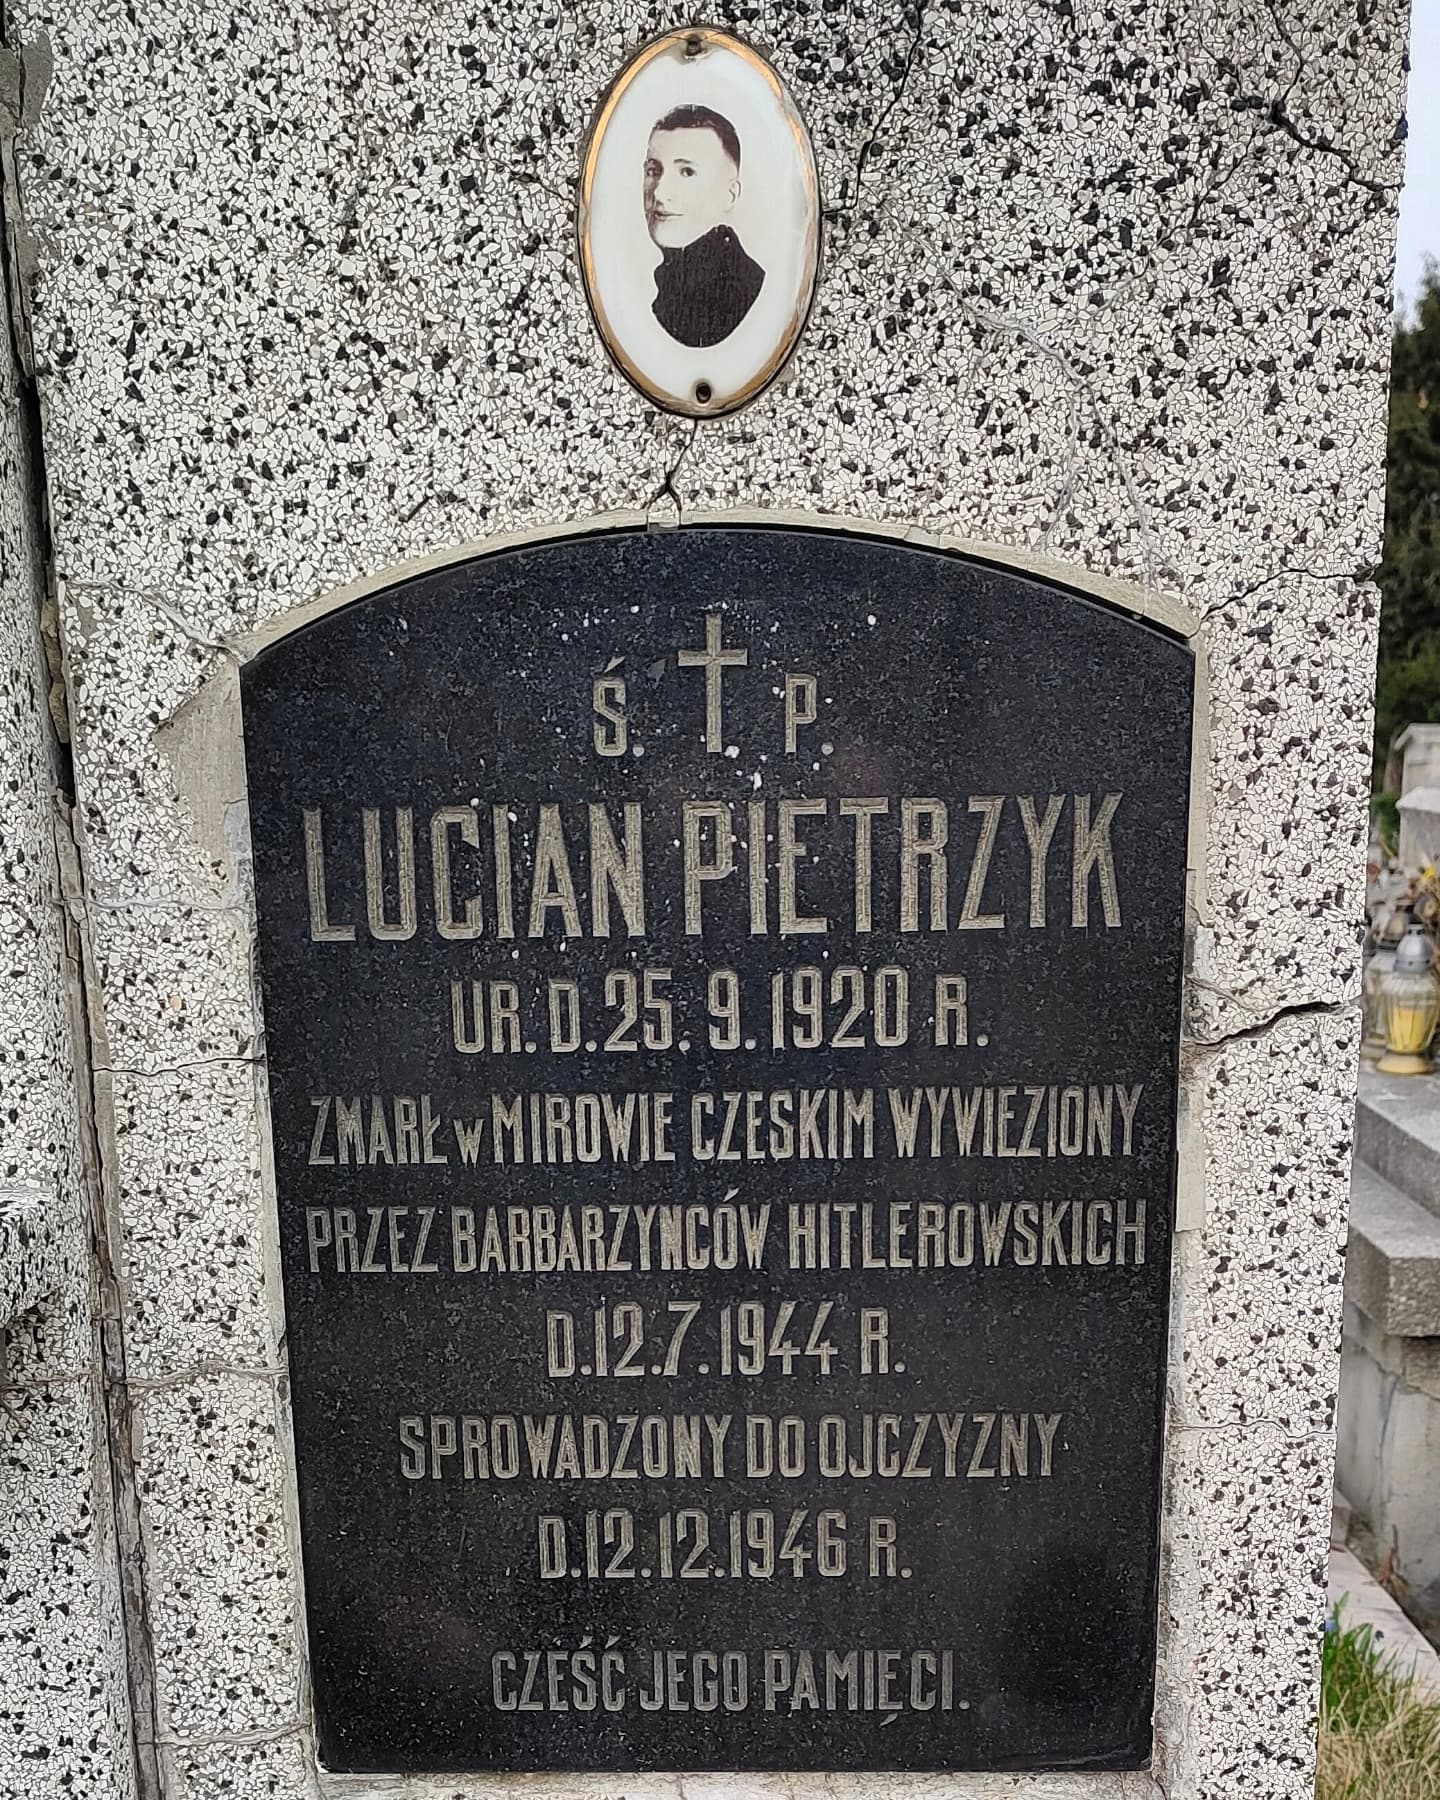 Ś. P.
LUCIAN PIETRZYK
UR. D. 25. 9. 1920 R.
ZMARŁ W MIROWIE CZESKIM WYWIEZIONY
PRZEZ BARBARZYNCÓW HITLEROWSKICH
D. 12. 7. 1944 R.
SPROWADZONY DO OJCZYZNY
D. 12. 12. 1946 R.
CZEŚĆ JEGO PAMIĘCI.